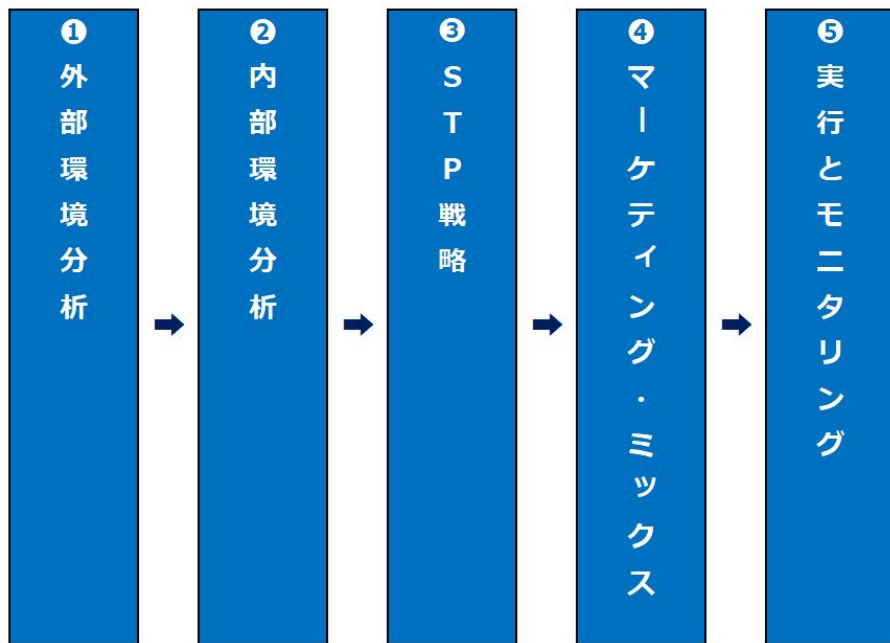 ❶外部環境分析
❷内部環境分析
❸STP戦略
❹マーケティング・ミックス
❺実行とモニタリング